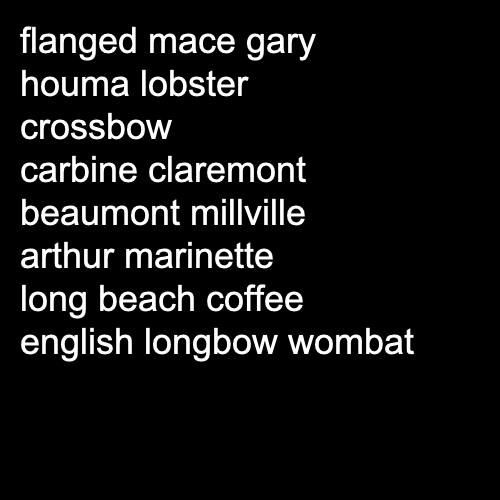 flanged mace gary
houma lobster
crossbow
carbine claremont
beaumont millville
arthur marinette
long beach coffee
english longbow wombat